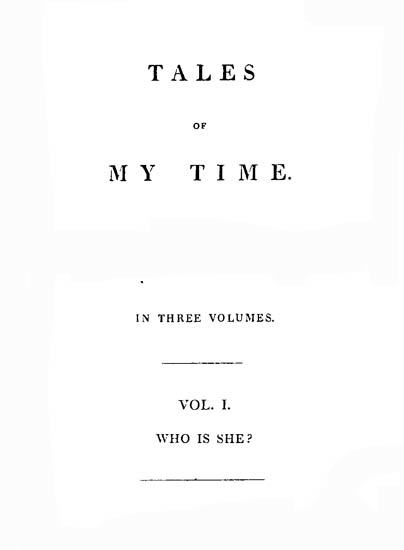 TALES
OF
MY TIME.
IN THREE VOLUMES.
VOL. I.
WHO IS SHE?